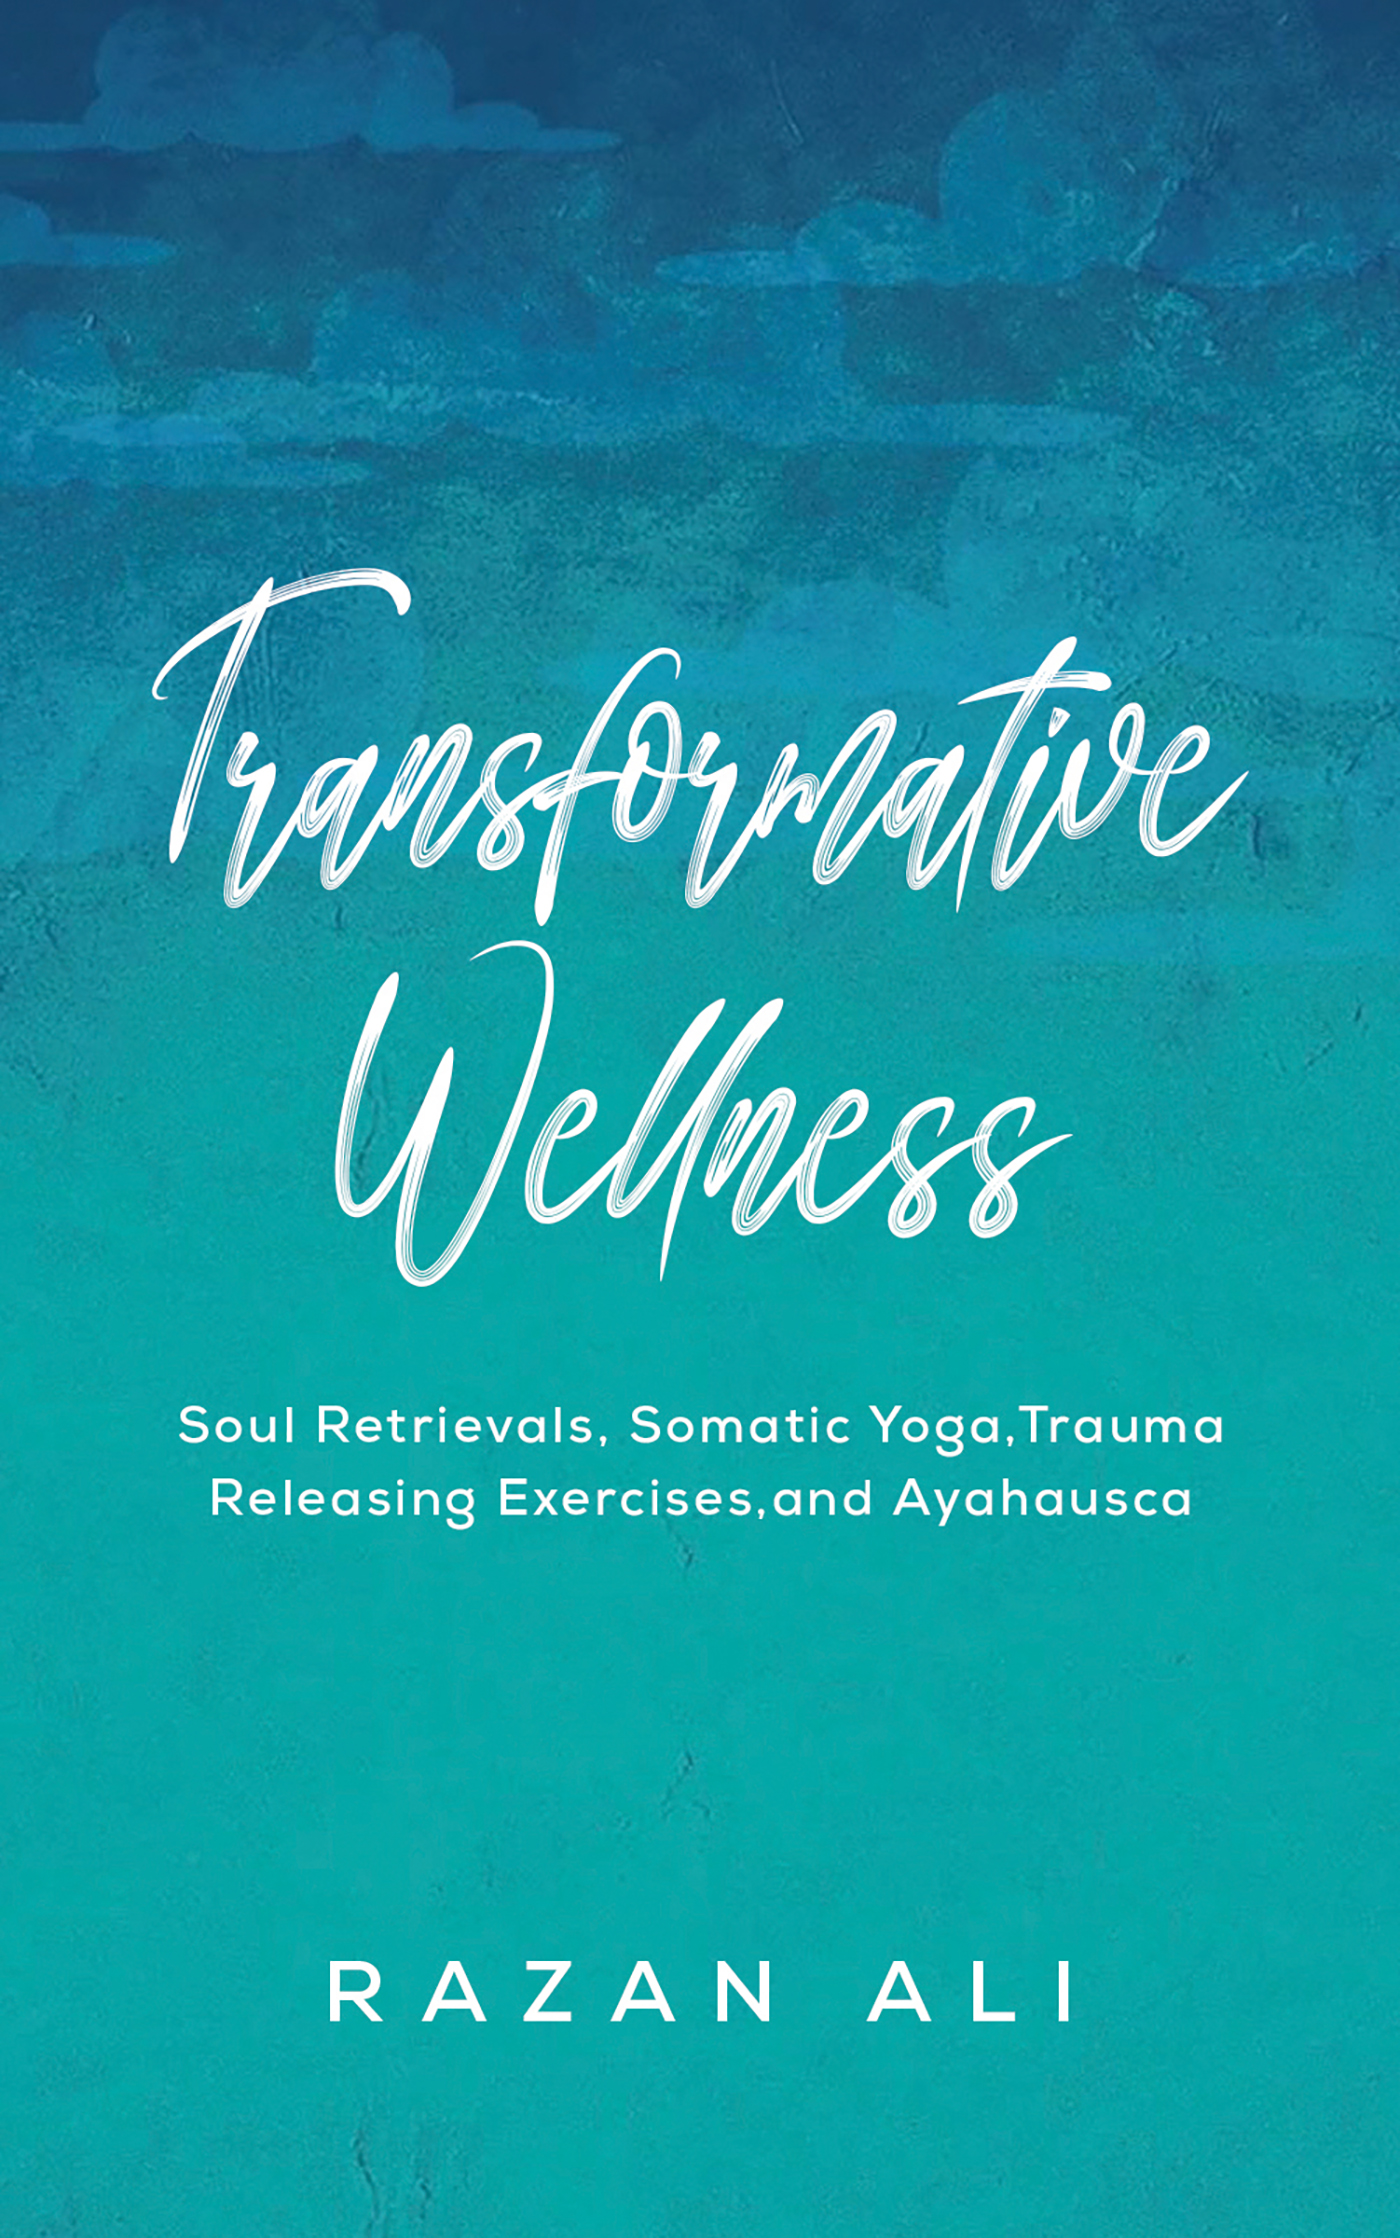 Transformative
Wellness
Soul Retrievals, Somatic Yoga,Trauma
Releasing Exercises,and Ayahausca
RAZAN ALI